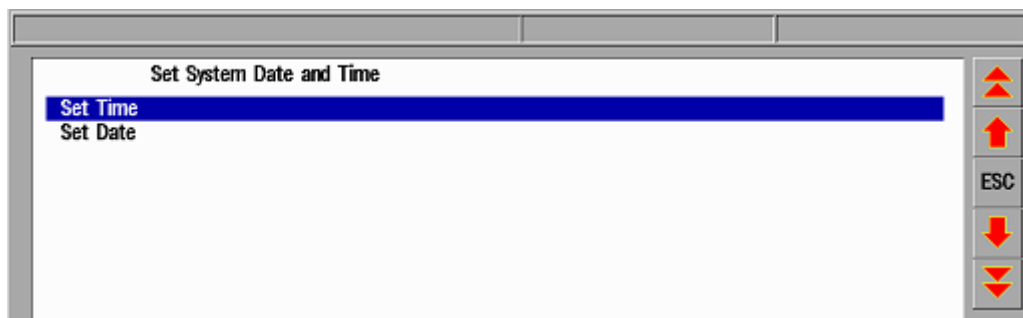 Set System Date and Time
Set Time
Set Date
ESC